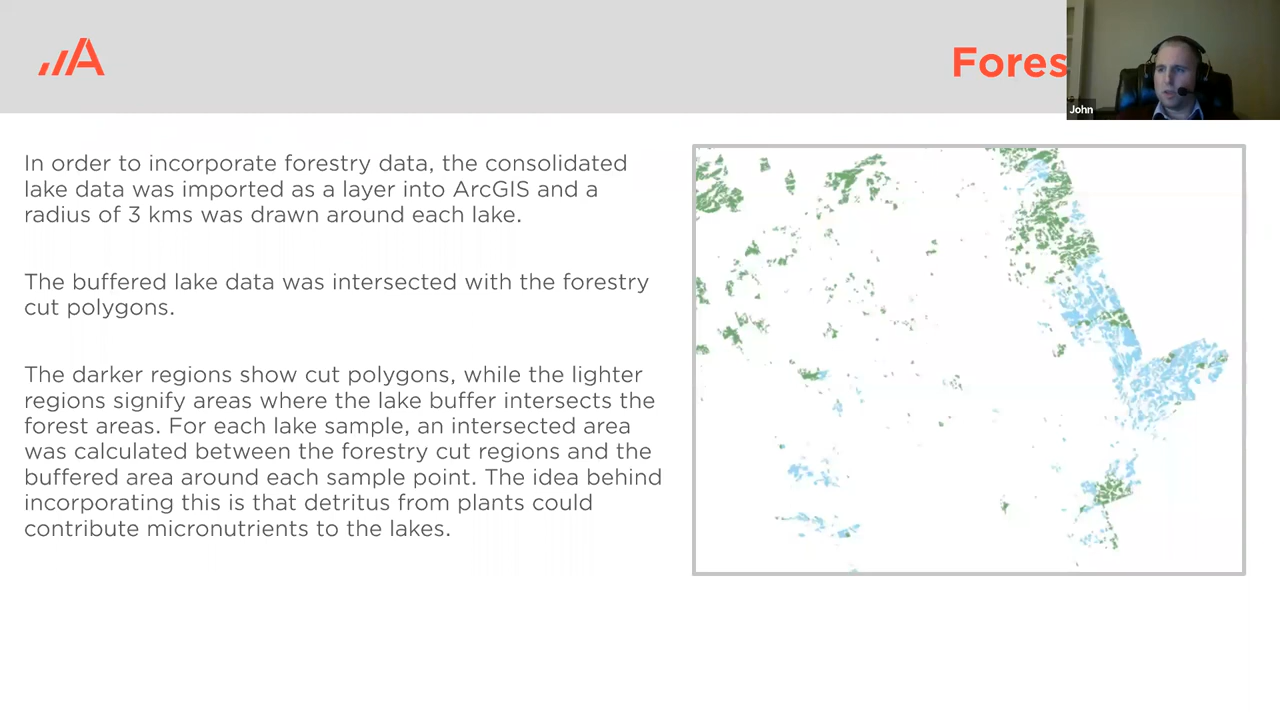 Fores
John
In order to incorporate forestry data, the consolidated
lake data was imported as a layer into ArcGIS and a
radius of 3 kms was drawn around each lake.
The buffered lake data was intersected with the forestry
cut polygons.
The darker regions show cut polygons, while the lighter
regions signify areas where the lake buffer intersects the
forest areas. For each lake sample, an intersected area
was calculated between the forestry cut regions and the
buffered area around each sample point. The idea behind
incorporating this is that detritus from plants could
contribute micronutrients to the lakes.